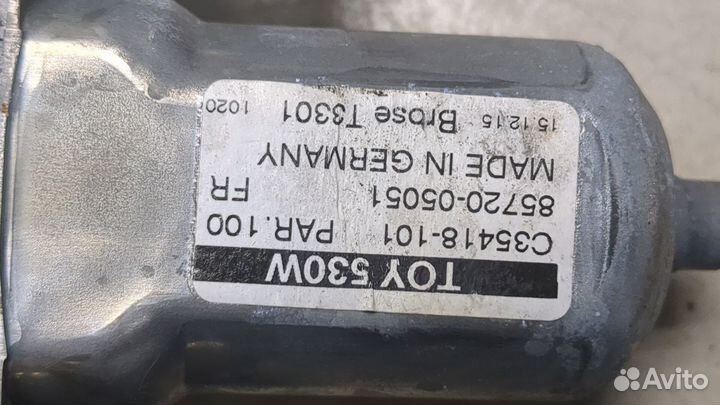 TOY 530W
C35418-101 PAR.100
85720-05051 FR
MADE IN GERMANY
15.12.15 Brose T3301 1020
Avito